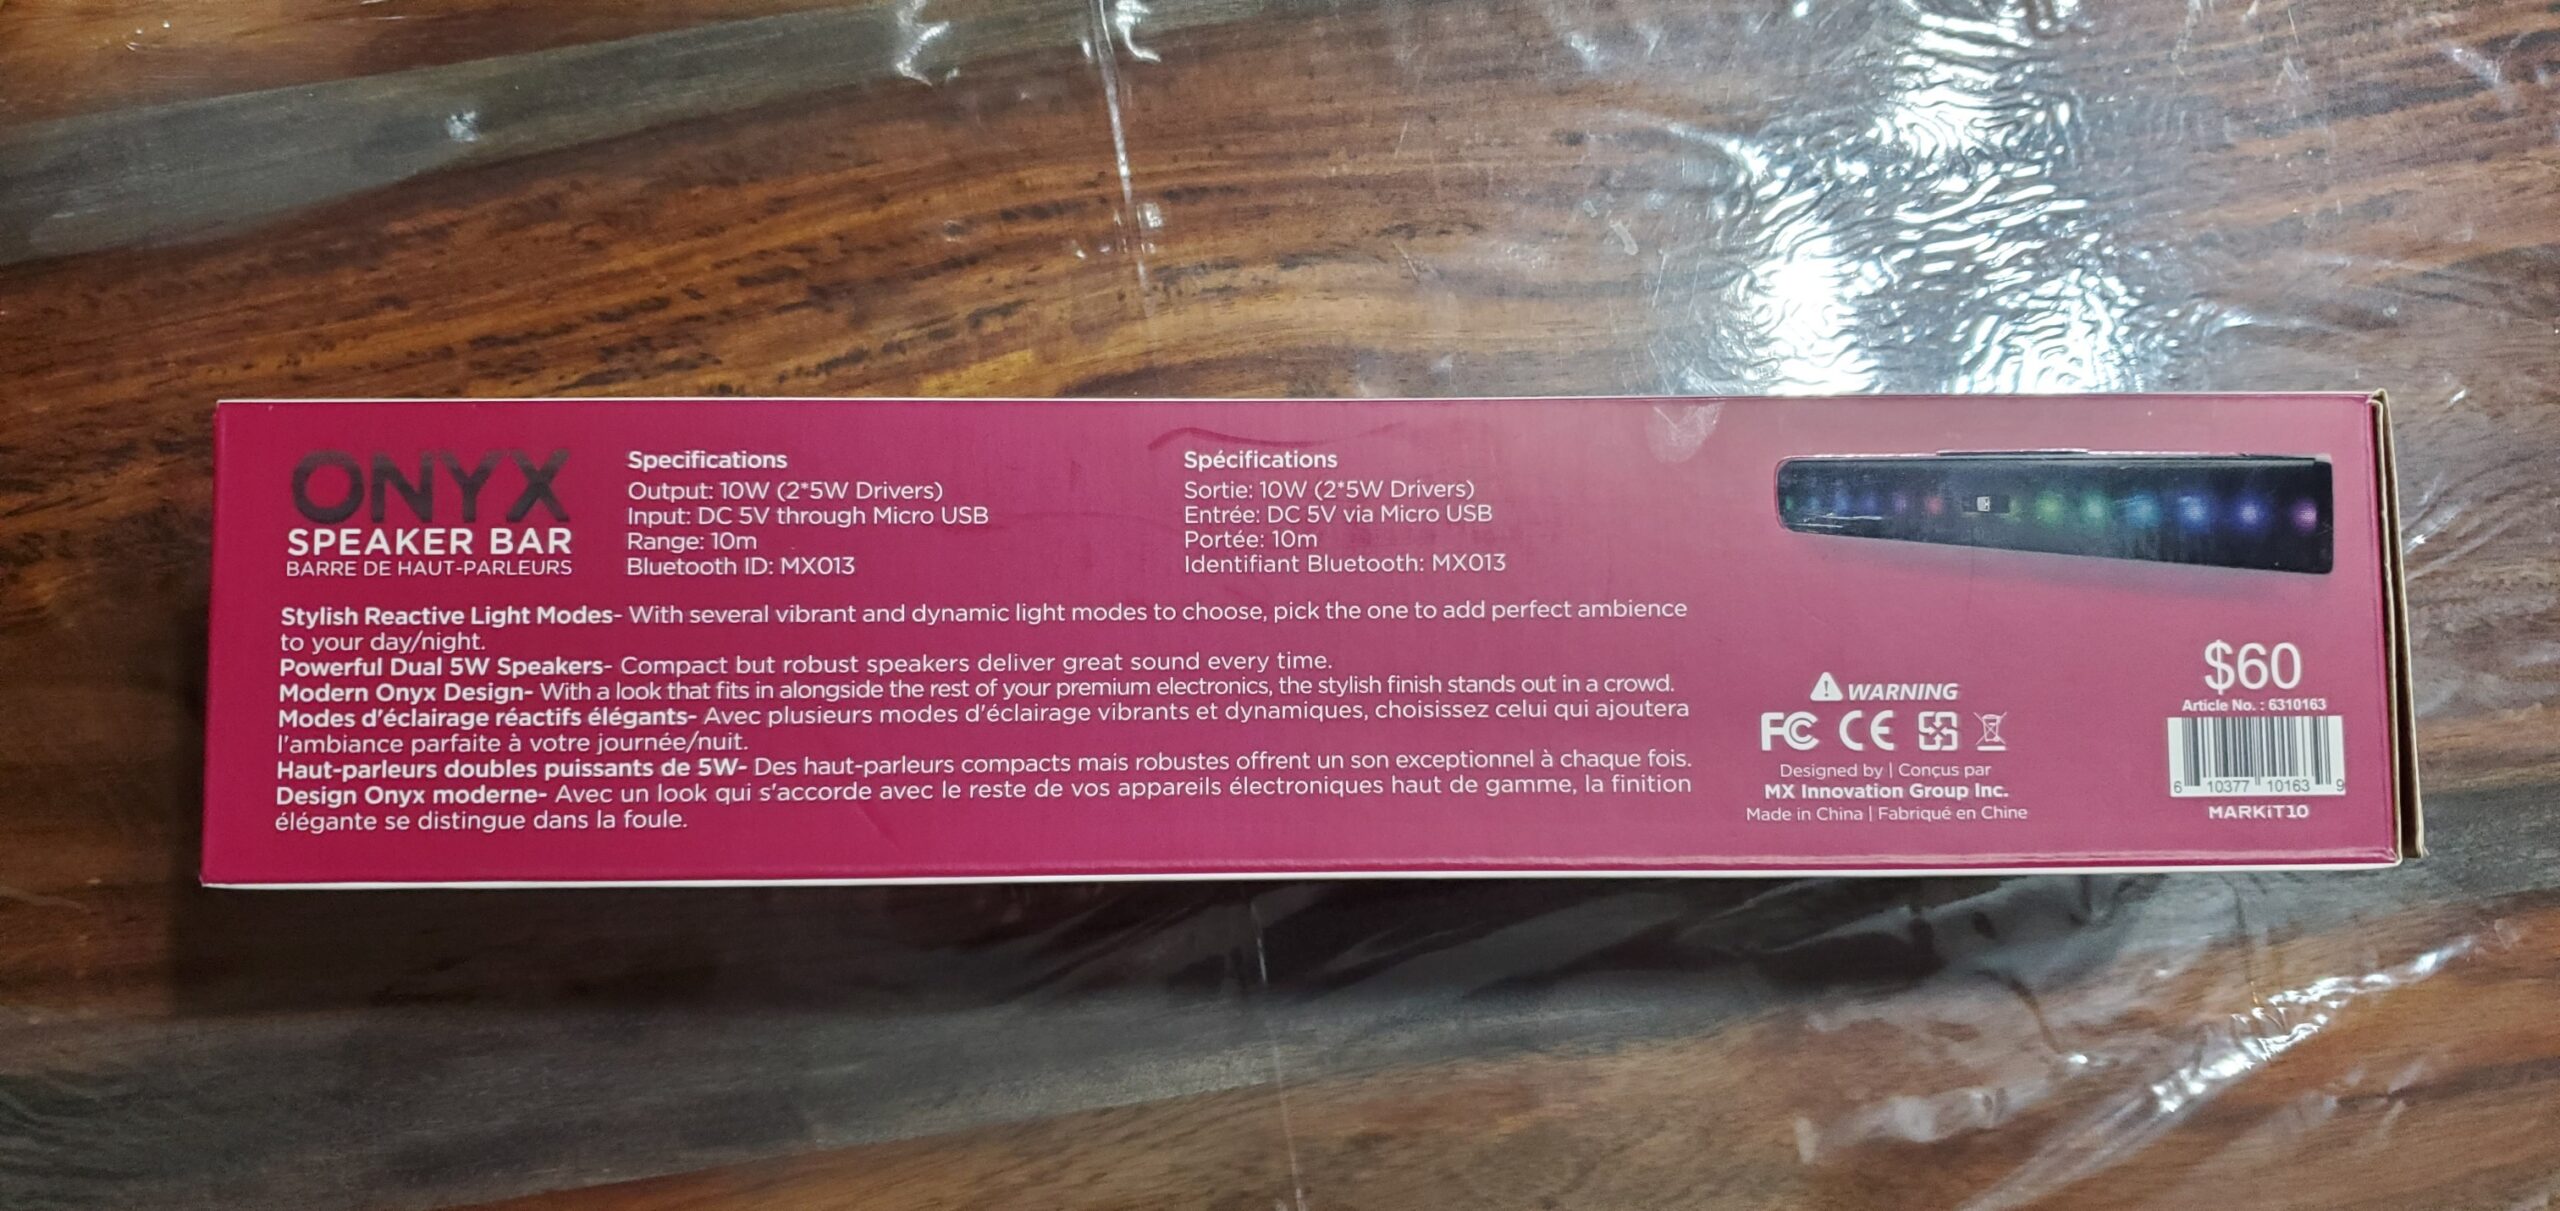 ONYX
SPEAKER BAR
BARRE DE HAUT-PARLEURS
Specifications
Output: 10W (2*5W Drivers)
Input: DC 5V through Micro USB
Range: 10m
Bluetooth ID: MX013
Spécifications
Sortie: 10W (2*5W Drivers)
Entrée: DC 5V via Micro USB
Portée: 10m
Identifiant Bluetooth: MX013
Stylish Reactive Light Modes- With several vibrant and dynamic light modes to choose, pick the one to add perfect ambience
to your day/night.
Powerful Dual 5W Speakers- Compact but robust speakers deliver great sound every time.
Modern Onyx Design- With a look that fits in alongside the rest of your premium electronics, the stylish finish stands out in a crowd.
Modes d'éclairage réactifs élégants- Avec plusieurs modes d'éclairage vibrants et dynamiques, choisissez celui qui ajoutera
l'ambiance parfaite à votre journée/nuit.
Haut-parleurs doubles puissants de 5W- Des haut-parleurs compacts mais robustes offrent un son exceptionnel à chaque fois.
Design Onyx moderne- Avec un look qui s'accorde avec le reste de vos appareils électroniques haut de gamme, la finition
élégante se distingue dans la foule.
WARNING
FC CE
Designed by | Conçus par
MX Innovation Group Inc.
Made in China | Fabriqué en Chine
$60
Article No. : 6310163
6 10377 10163 9
MARKiT10